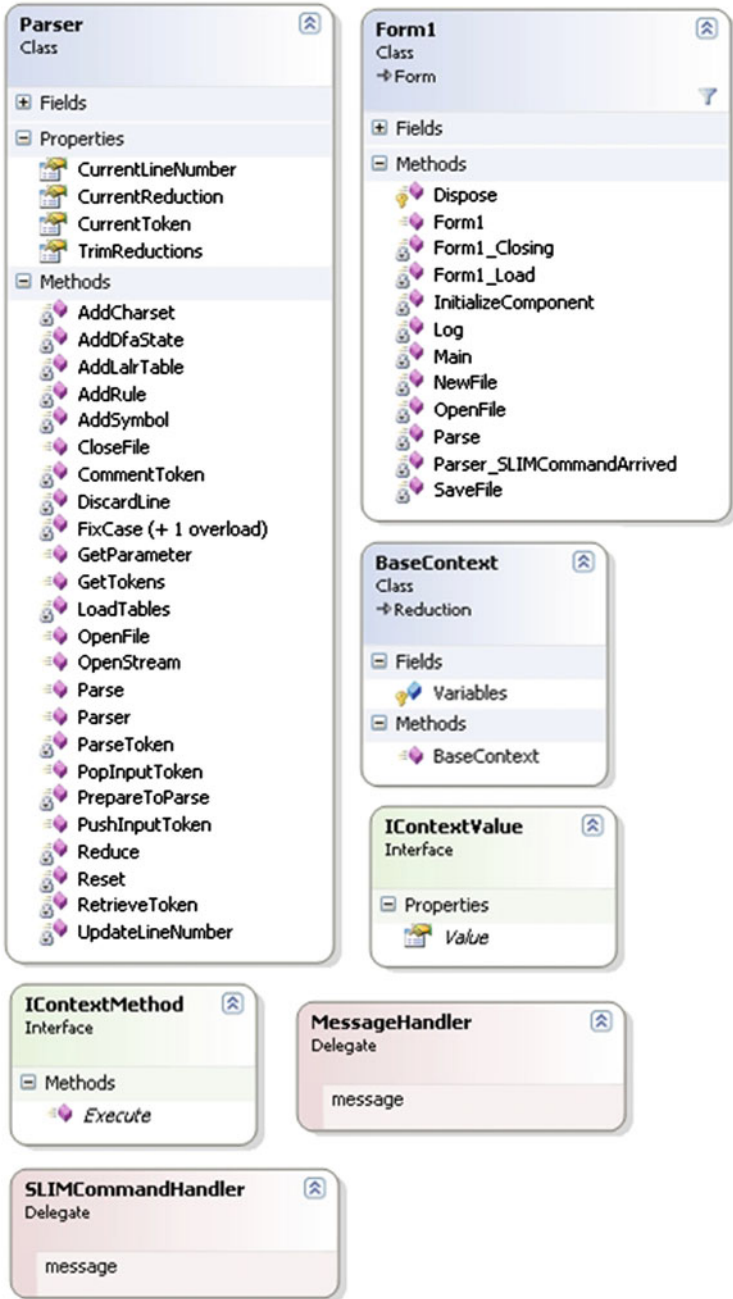 Parser
Class
Fields
Properties
CurrentLineNumber
CurrentReduction
CurrentToken
TrimReductions
Methods
AddCharset
AddDfaState
AddLalrTable
AddRule
AddSymbol
CloseFile
CommentToken
DiscardLine
FixCase (+ 1 overload)
GetParameter
GetTokens
LoadTables
OpenFile
OpenStream
Parse
Parser
ParseToken
PopInputToken
PrepareToParse
PushInputToken
Reduce
Reset
RetrieveToken
UpdateLineNumber
Form1
Class
Form
Fields
Methods
Dispose
Form1
Form1_Closing
Form1_Load
InitializeComponent
Log
Main
NewFile
OpenFile
Parse
Parser_SLIMCommandArrived
SaveFile
BaseContext
Class
Reduction
Fields
Variables
Methods
BaseContext
IContextValue
Interface
Properties
Value
IContextMethod
Interface
Methods
Execute
MessageHandler
Delegate
message
SLIMCommandHandler
Delegate
message